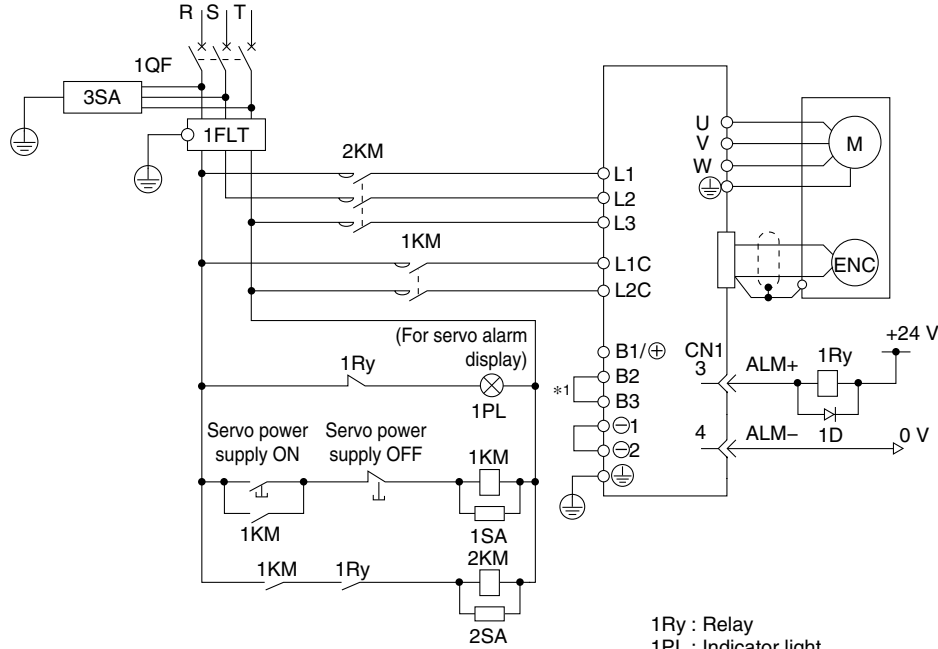 R S T
1QF
3SA
1FLT
2KM
L1
L2
L3
1KM
L1C
L2C
U
V
W
M
ENC
(For servo alarm
display)
1Ry
1PL
B1/⊕
B2
*1
B3
⊖1
⊖2
CN1
3
ALM+
1Ry
+24 V
1D
4
ALM–
0 V
Servo power
supply ON
Servo power
supply OFF
1KM
1KM
1SA
1KM
1Ry
2KM
2SA
1Ry : Relay
1PL : Indicator light